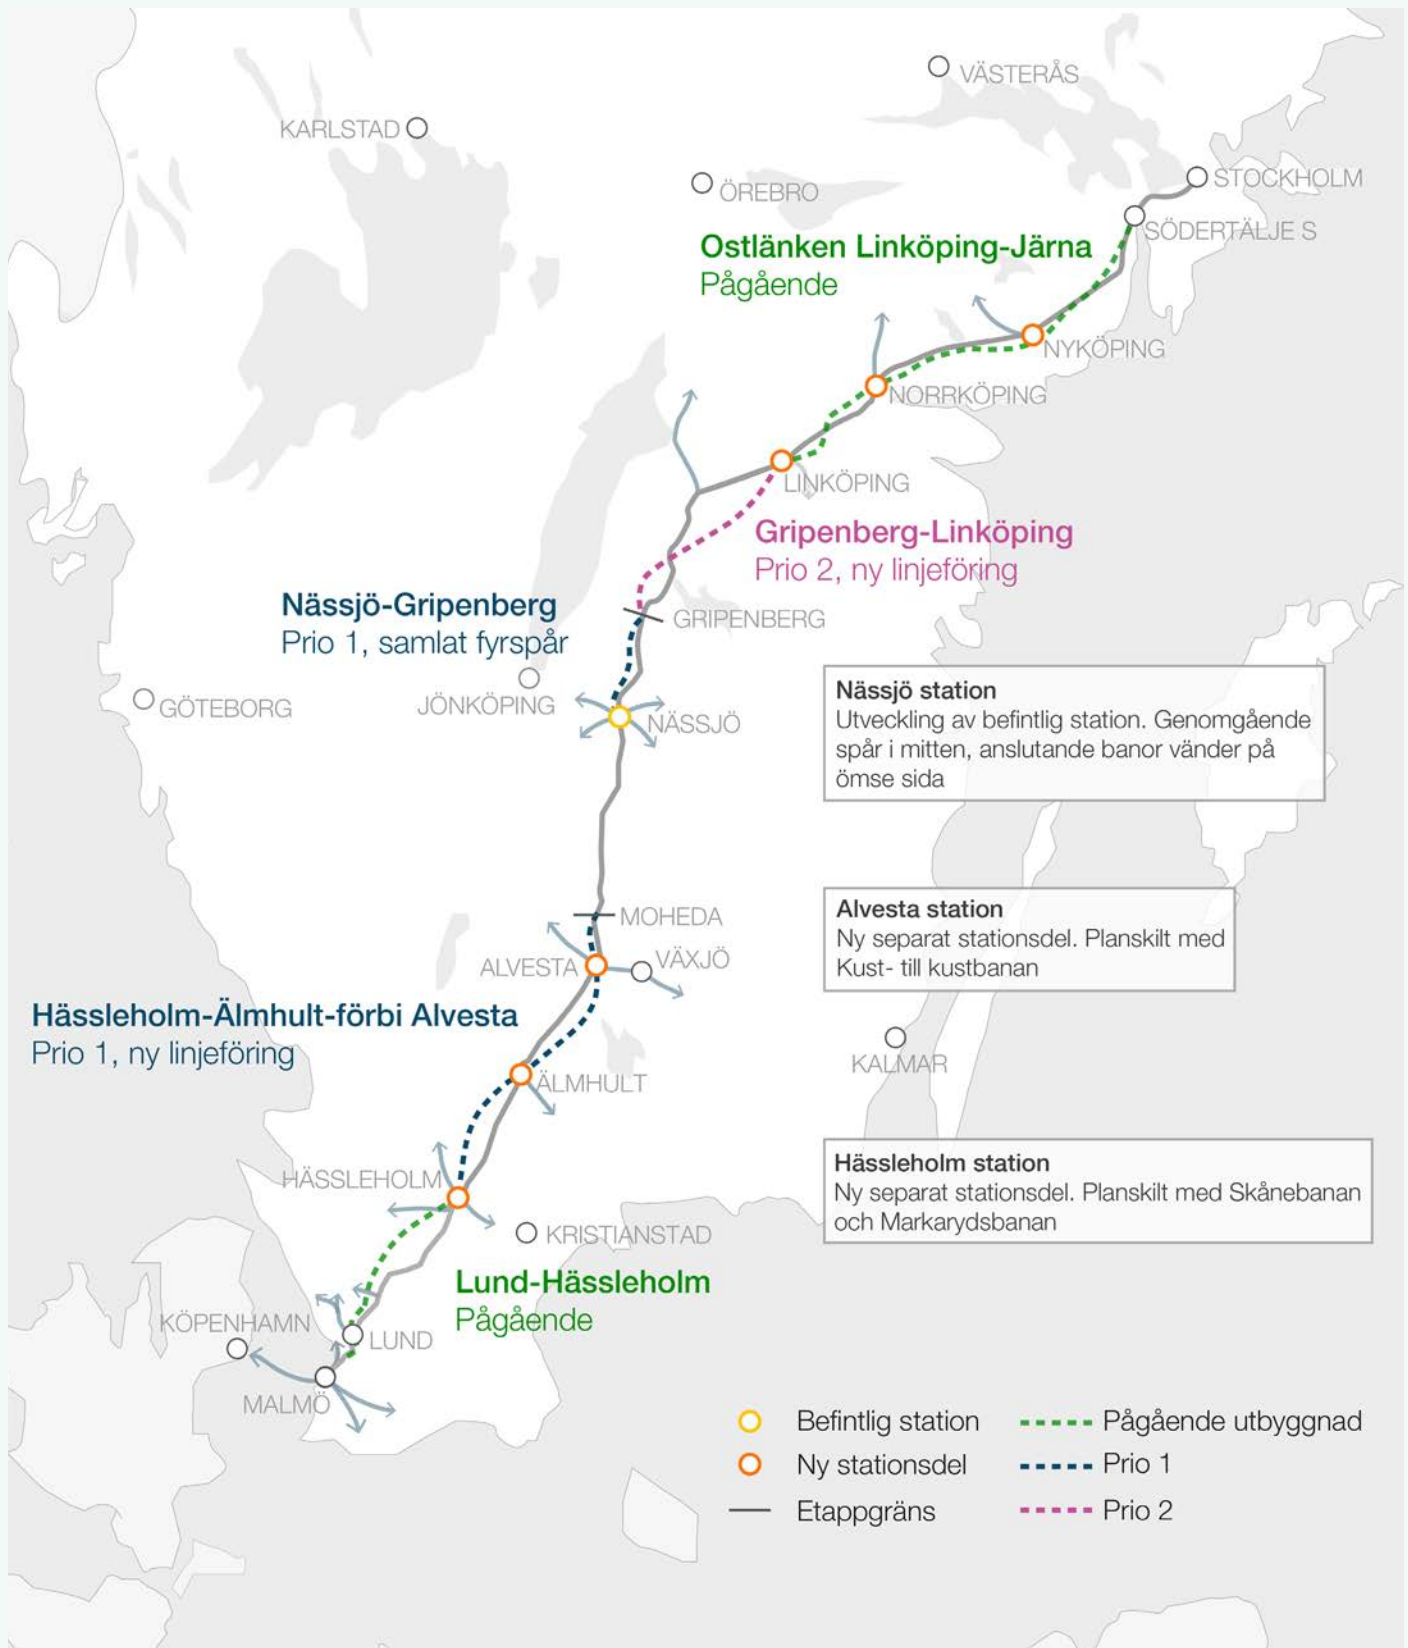 VÄSTERÅS
KARLSTAD
STOCKHOLM
ÖREBRO
SÖDERTÄLJE S
Ostlänken Linköping-Järna
Pågående
NYKÖPING
NORRKÖPING
LINKÖPING
Gripenberg-Linköping
Prio 2, ny linjeföring
Nässjö-Gripenberg
Prio 1, samlat fyrspår
GRIPENBERG
JÖNKÖPING
GÖTEBORG
NÄSSJÖ
Nässjö station
Utveckling av befintlig station. Genomgående
spår i mitten, anslutande banor vänder på
ömse sida
MOHEDA
Alvesta station
Ny separat stationsdel. Planskilt med
Kust- till kustbanan
ALVESTA
VÄXJÖ
Hässleholm-Älmhult-förbi Alvesta
Prio 1, ny linjeföring
KALMAR
ÄLMHULT
Hässleholm station
Ny separat stationsdel. Planskilt med Skånebanan
och Markarydsbanan
HÄSSLEHOLM
KRISTIANSTAD
Lund-Hässleholm
Pågående
KÖPENHAMN
LUND
MALMÖ
Befintlig station
Pågående utbyggnad
Ny stationsdel
Prio 1
Etappgräns
Prio 2